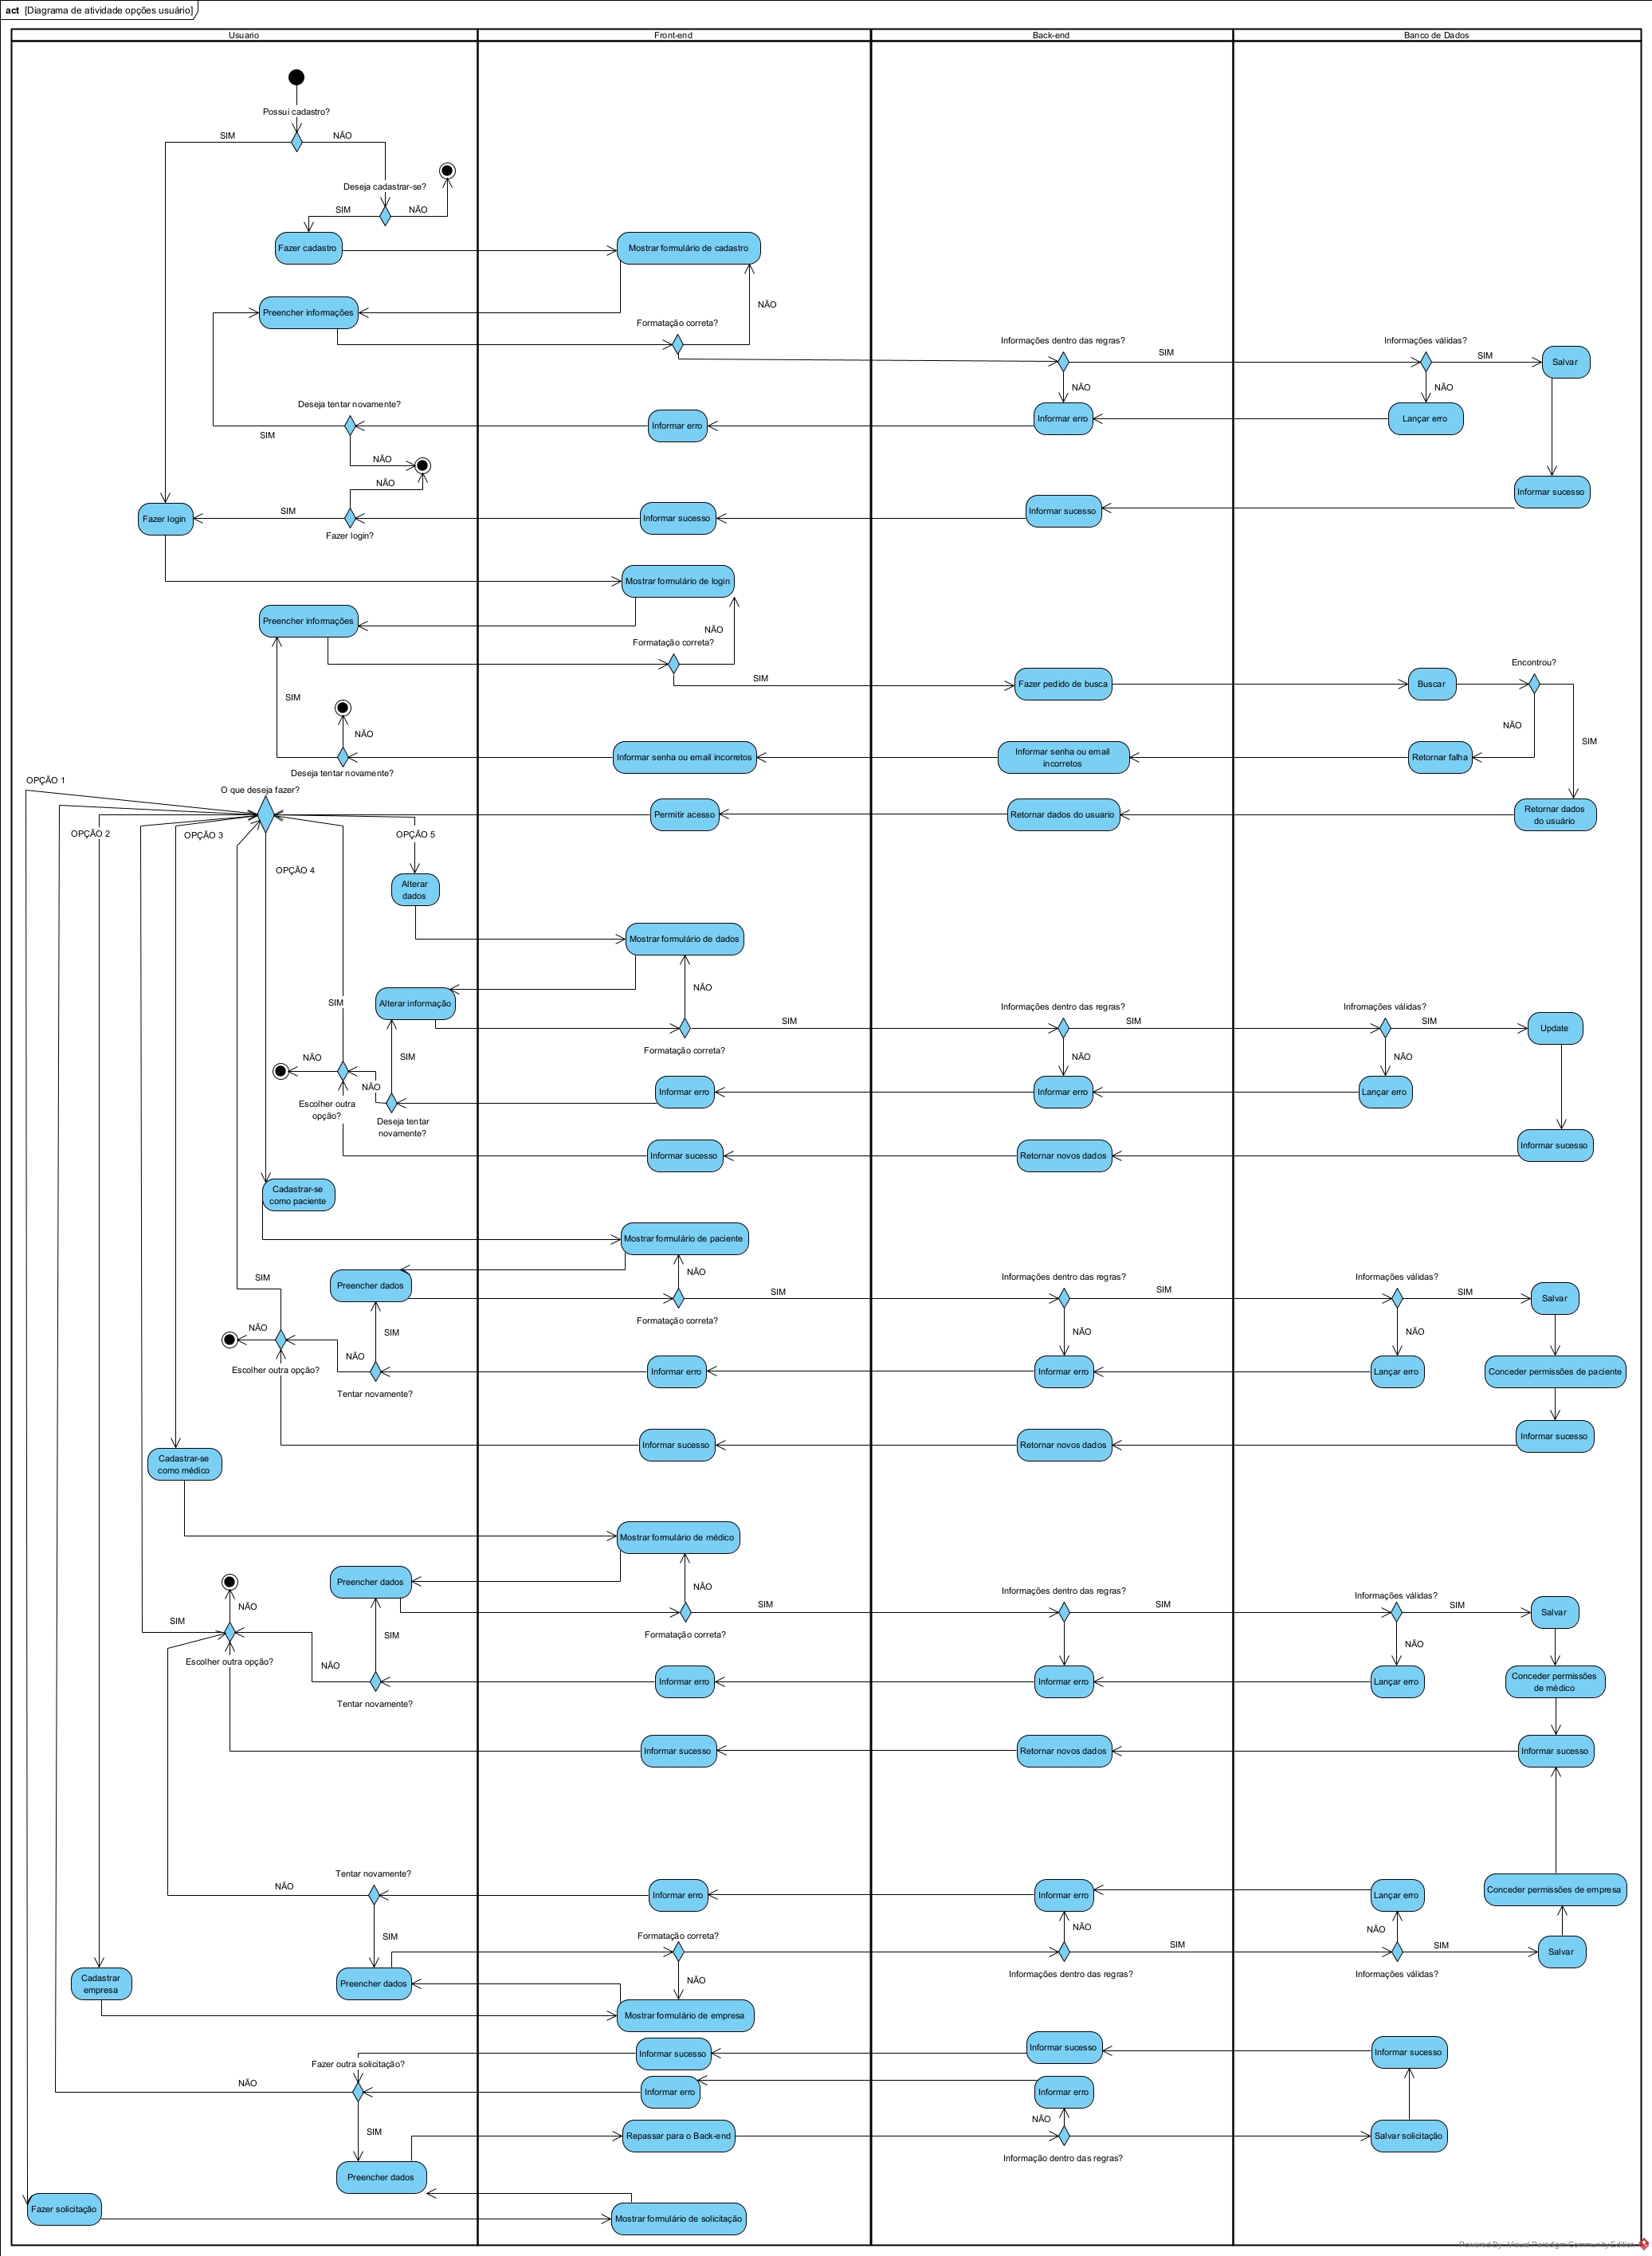 act [Diagrama de atividade opções usuário]
Usuario
Front-end
Back-end
Banco de Dados
Possui cadastro?
SIM
NÃO
Deseja cadastrar-se?
SIM
NÃO
Fazer cadastro
Mostrar formulário de cadastro
Preencher informações
NÃO
Formatação correta?
Informações dentro das regras?
SIM
Informações válidas?
SIM
Salvar
NÃO
NÃO
Deseja tentar novamente?
Informar erro
Informar erro
Lançar erro
SIM
NÃO
NÃO
Informar sucesso
Fazer login
SIM
Informar sucesso
Informar sucesso
Fazer login?
Mostrar formulário de login
Preencher informações
NÃO
Formatação correta?
SIM
Fazer pedido de busca
Buscar
Encontrou?
SIM
NÃO
NÃO
SIM
Informar senha ou email incorretos
Informar senha ou email
incorretos
Retornar falha
Deseja tentar novamente?
OPÇÃO 1
O que deseja fazer?
Permitir acesso
Retornar dados do usuario
Retornar dados
do usuário
OPÇÃO 2
OPÇÃO 3
OPÇÃO 5
OPÇÃO 4
Alterar
dados
Mostrar formulário de dados
NÃO
Alterar informação
SIM
SIM
Formatação correta?
Informações dentro das regras?
SIM
Infromações válidas?
SIM
Update
NÃO
SIM
NÃO
NÃO
NÃO
Escolher outra
opção?
Deseja tentar
novamente?
Informar erro
Informar erro
Lançar erro
Informar sucesso
Informar sucesso
Retornar novos dados
Cadastrar-se
como paciente
Mostrar formulário de paciente
NÃO
SIM
Preencher dados
SIM
Formatação correta?
Informações dentro das regras?
SIM
Informações válidas?
SIM
Salvar
NÃO
SIM
NÃO
NÃO
NÃO
Escolher outra opção?
Tentar novamente?
Informar erro
Informar erro
Lançar erro
Conceder permissões de paciente
Informar sucesso
Informar sucesso
Retornar novos dados
Cadastrar-se
como médico
Mostrar formulário de médico
Preencher dados
NÃO
NÃO
SIM
SIM
Formatação correta?
Informações dentro das regras?
SIM
Informações válidas?
SIM
Salvar
SIM
NÃO
Escolher outra opção?
NÃO
Tentar novamente?
Informar erro
Informar erro
Lançar erro
Conceder permissões
de médico
Informar sucesso
Retornar novos dados
Informar sucesso
Tentar novamente?
NÃO
Informar erro
Informar erro
Lançar erro
Conceder permissões de empresa
SIM
Formatação correta?
NÃO
NÃO
SIM
SIM
Salvar
Informações dentro das regras?
Informações válidas?
Cadastrar
empresa
Preencher dados
NÃO
Mostrar formulário de empresa
Informar sucesso
Informar sucesso
Informar sucesso
Fazer outra solicitação?
NÃO
Informar erro
Informar erro
NÃO
SIM
Repassar para o Back-end
Salvar solicitação
Informação dentro das regras?
Preencher dados
Fazer solicitação
Mostrar formulário de solicitação
Powered By Visual Paradigm Community Edition